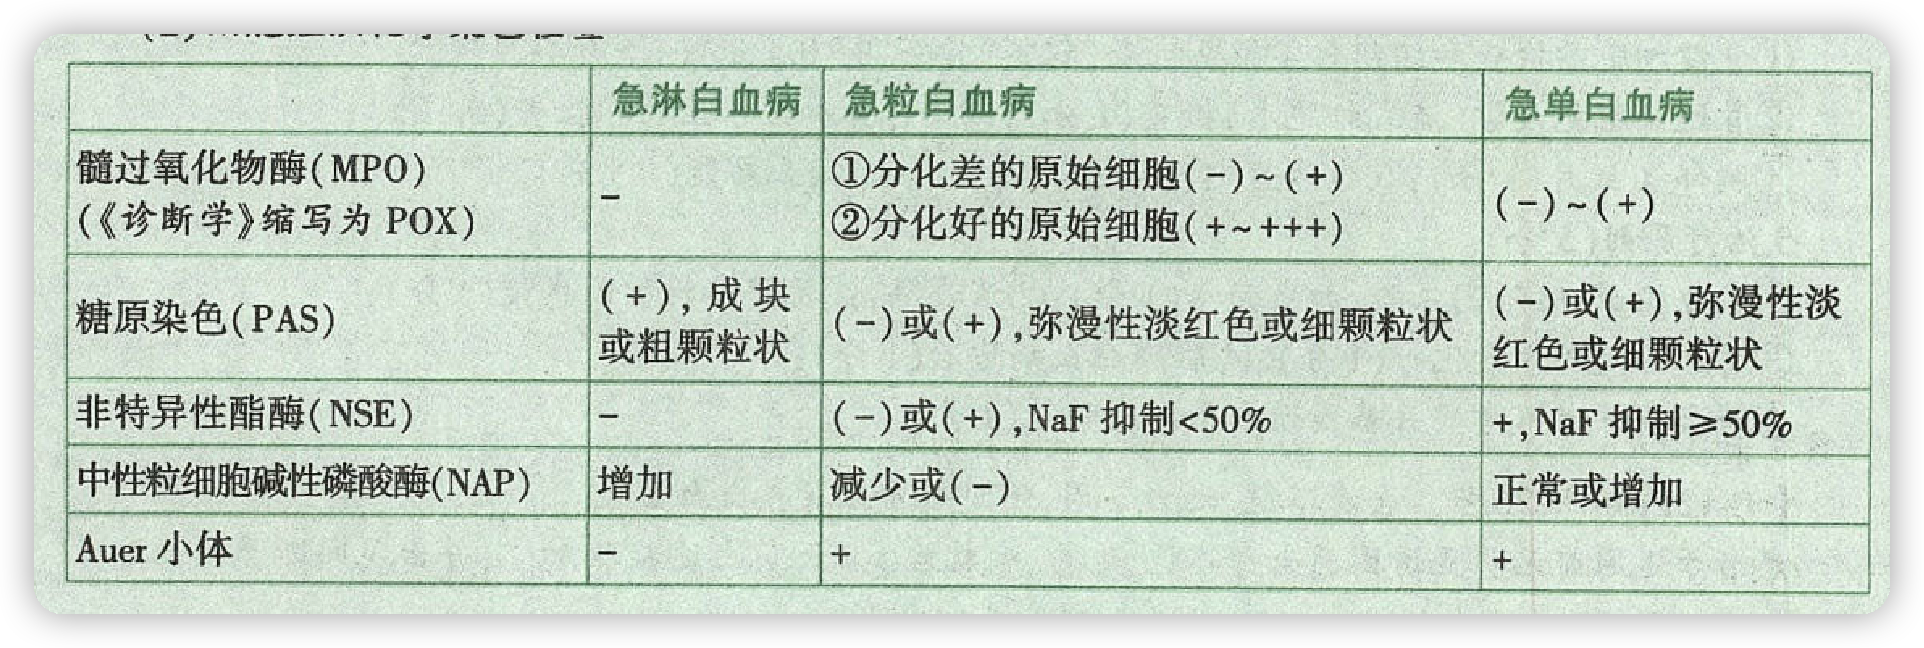 急淋白血病 急粒白血病 急单白血病
髓过氧化物酶(MPO)
(《诊断学》缩写为 POX)
-
①分化差的原始细胞(-)~(+)
②分化好的原始细胞(+~+++)
(-)~(+)
糖原染色(PAS)
(+),成块
或粗颗粒状
(-)或(+),弥漫性淡红色或细颗粒状
(-)或(+),弥漫性淡
红色或细颗粒状
非特异性酯酶(NSE) - (-)或(+),NaF 抑制<50% +,NaF 抑制≥50%
中性粒细胞碱性磷酸酶(NAP) 增加 减少或(-) 正常或增加
Auer 小体 - + +